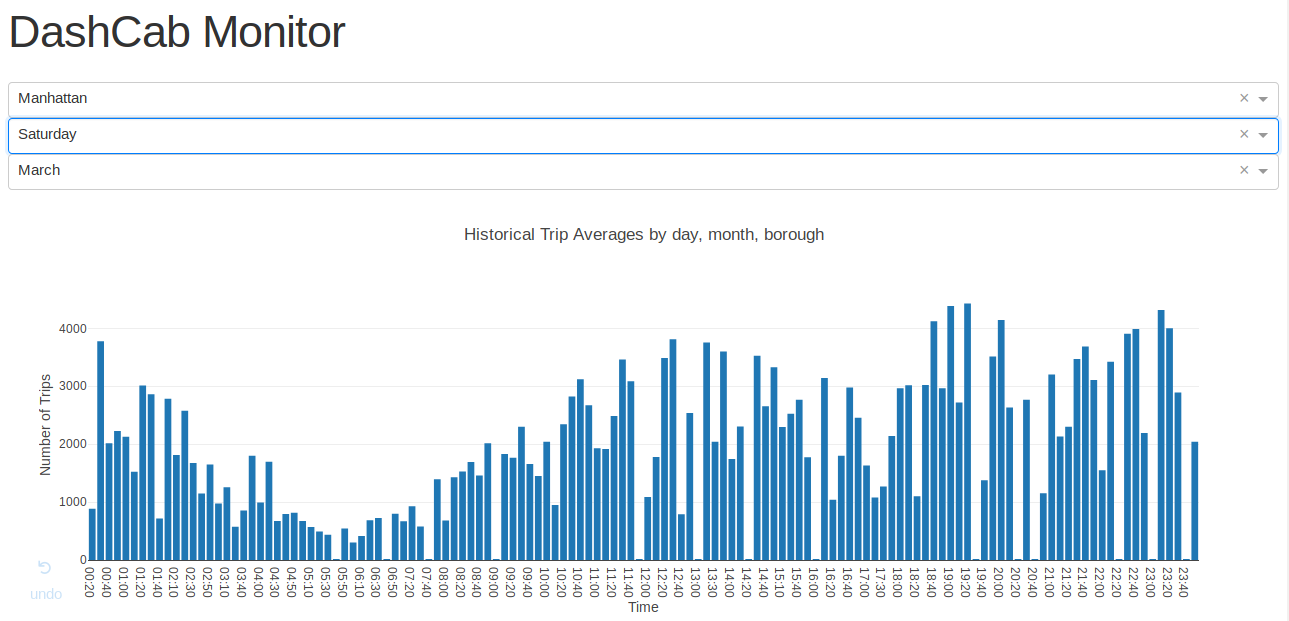 DashCab Monitor
Manhattan × 
Saturday ×
March ×
Historical Trip Averages by day, month, borough
4000
3000
2000
1000
0
Number of Trips
00:20 00:40 01:00 01:20 01:40 02:10 02:30 02:50 03:10 03:40 04:00 04:30 04:50 05:10 05:30 05:50 06:10 06:30 06:50 07:20 07:40 08:00 08:20 08:40 09:00 09:20 09:40 10:00 10:20 10:40 11:00 11:20 11:40 12:00 12:20 12:40 13:00 13:30 14:00 14:20 14:40 15:10 15:40 16:00 16:20 16:40 17:00 17:30 18:00 18:20 18:40 19:00 19:20 19:40 20:00 20:20 20:40 21:00 21:20 21:40 22:00 22:20 22:40 23:00 23:20 23:40
Time
undo